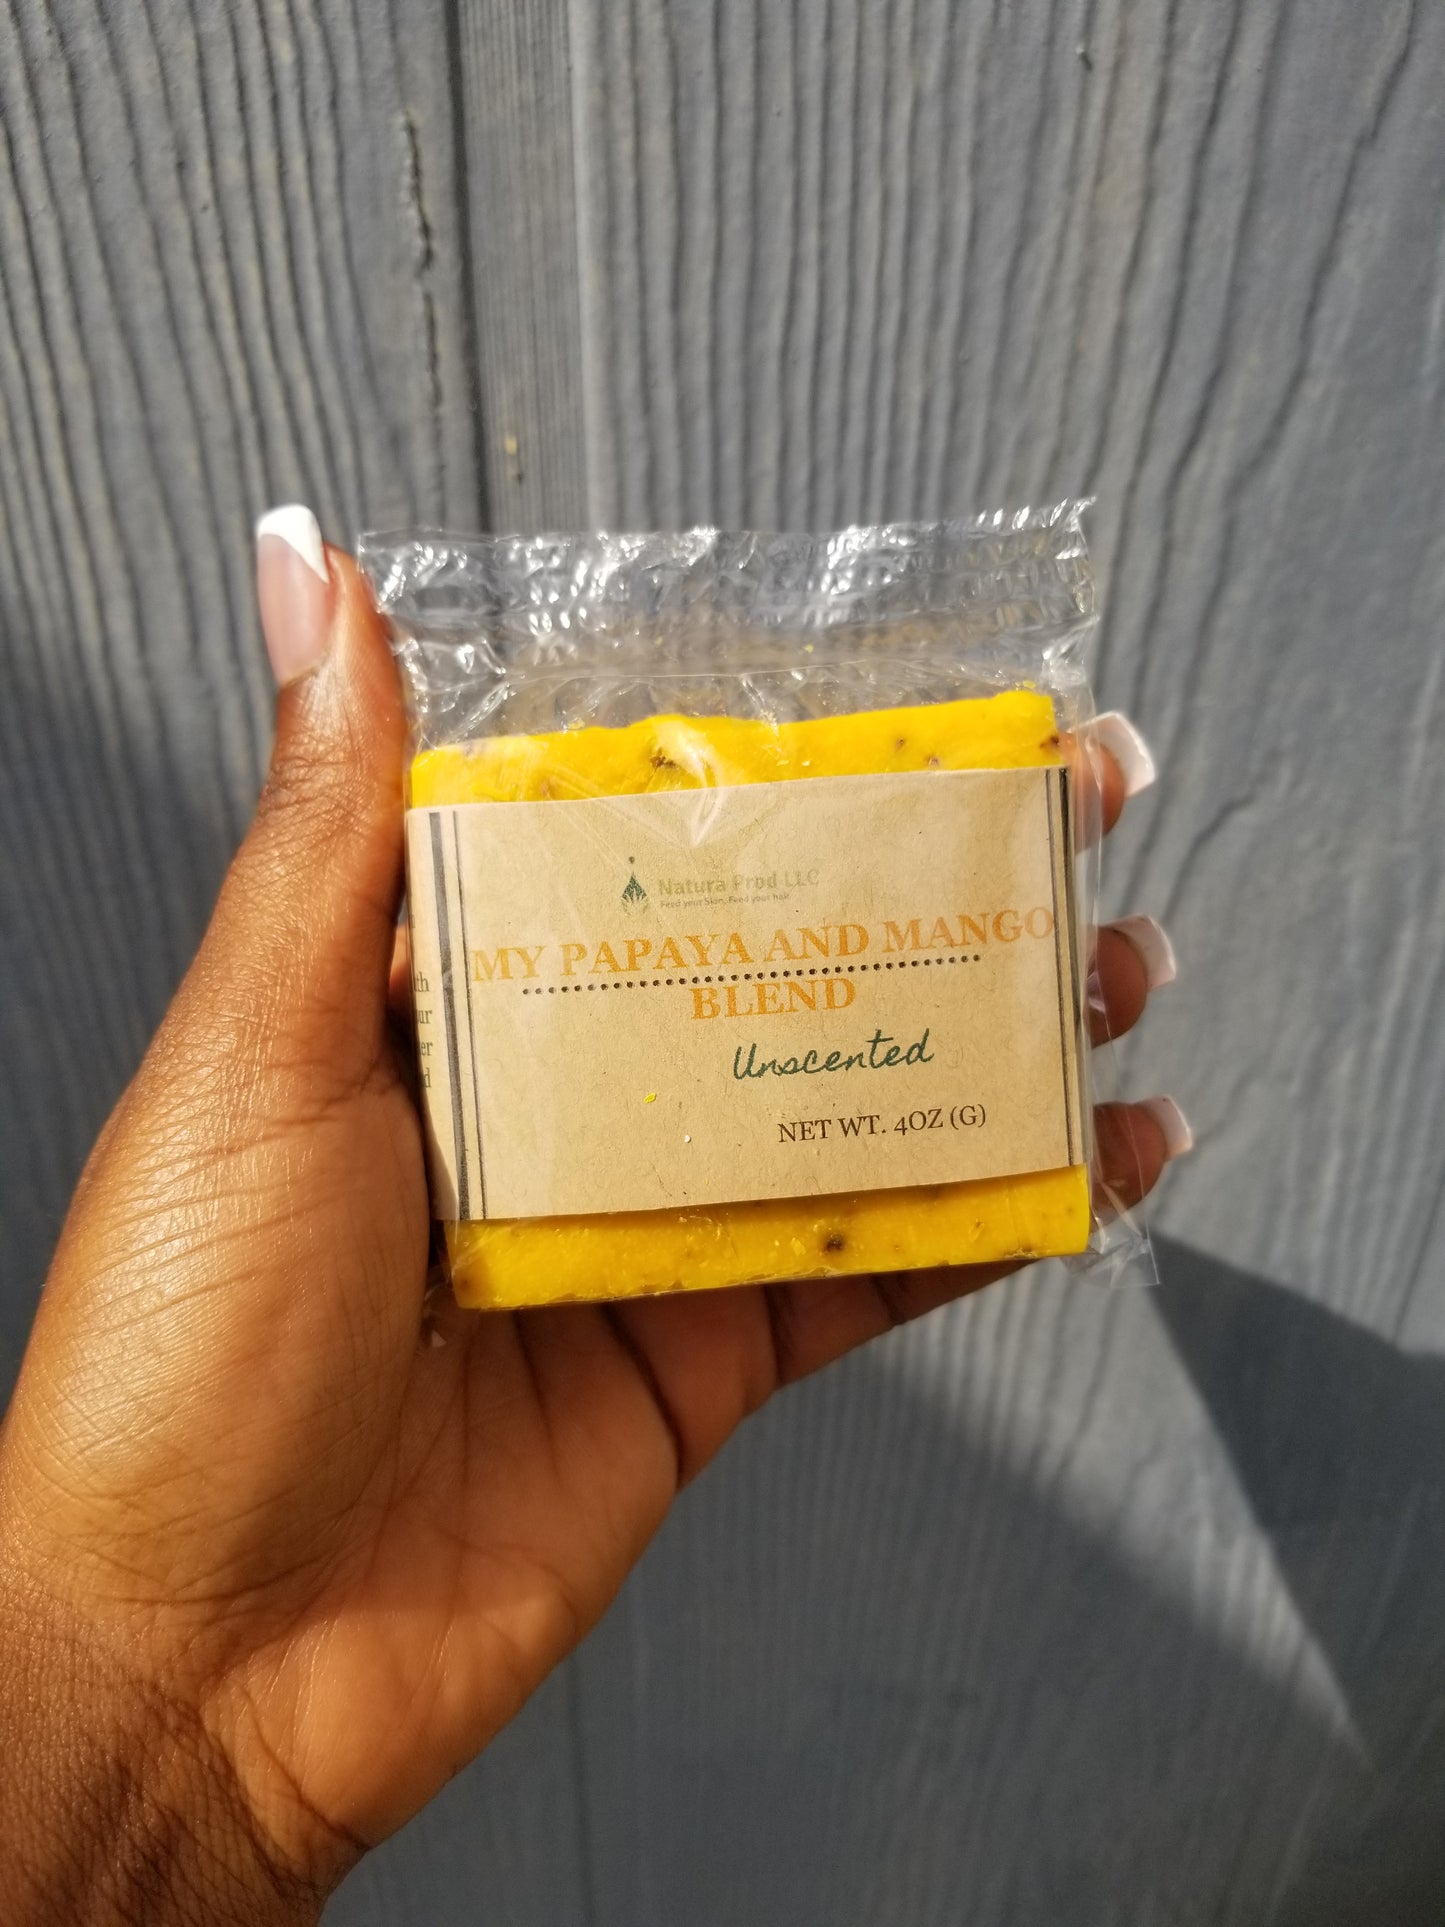 Natura Prod LLC
Feed your Skin, Feed your hair
MY PAPAYA AND MANGO
BLEND
Unscented
NET WT. 4OZ (G)